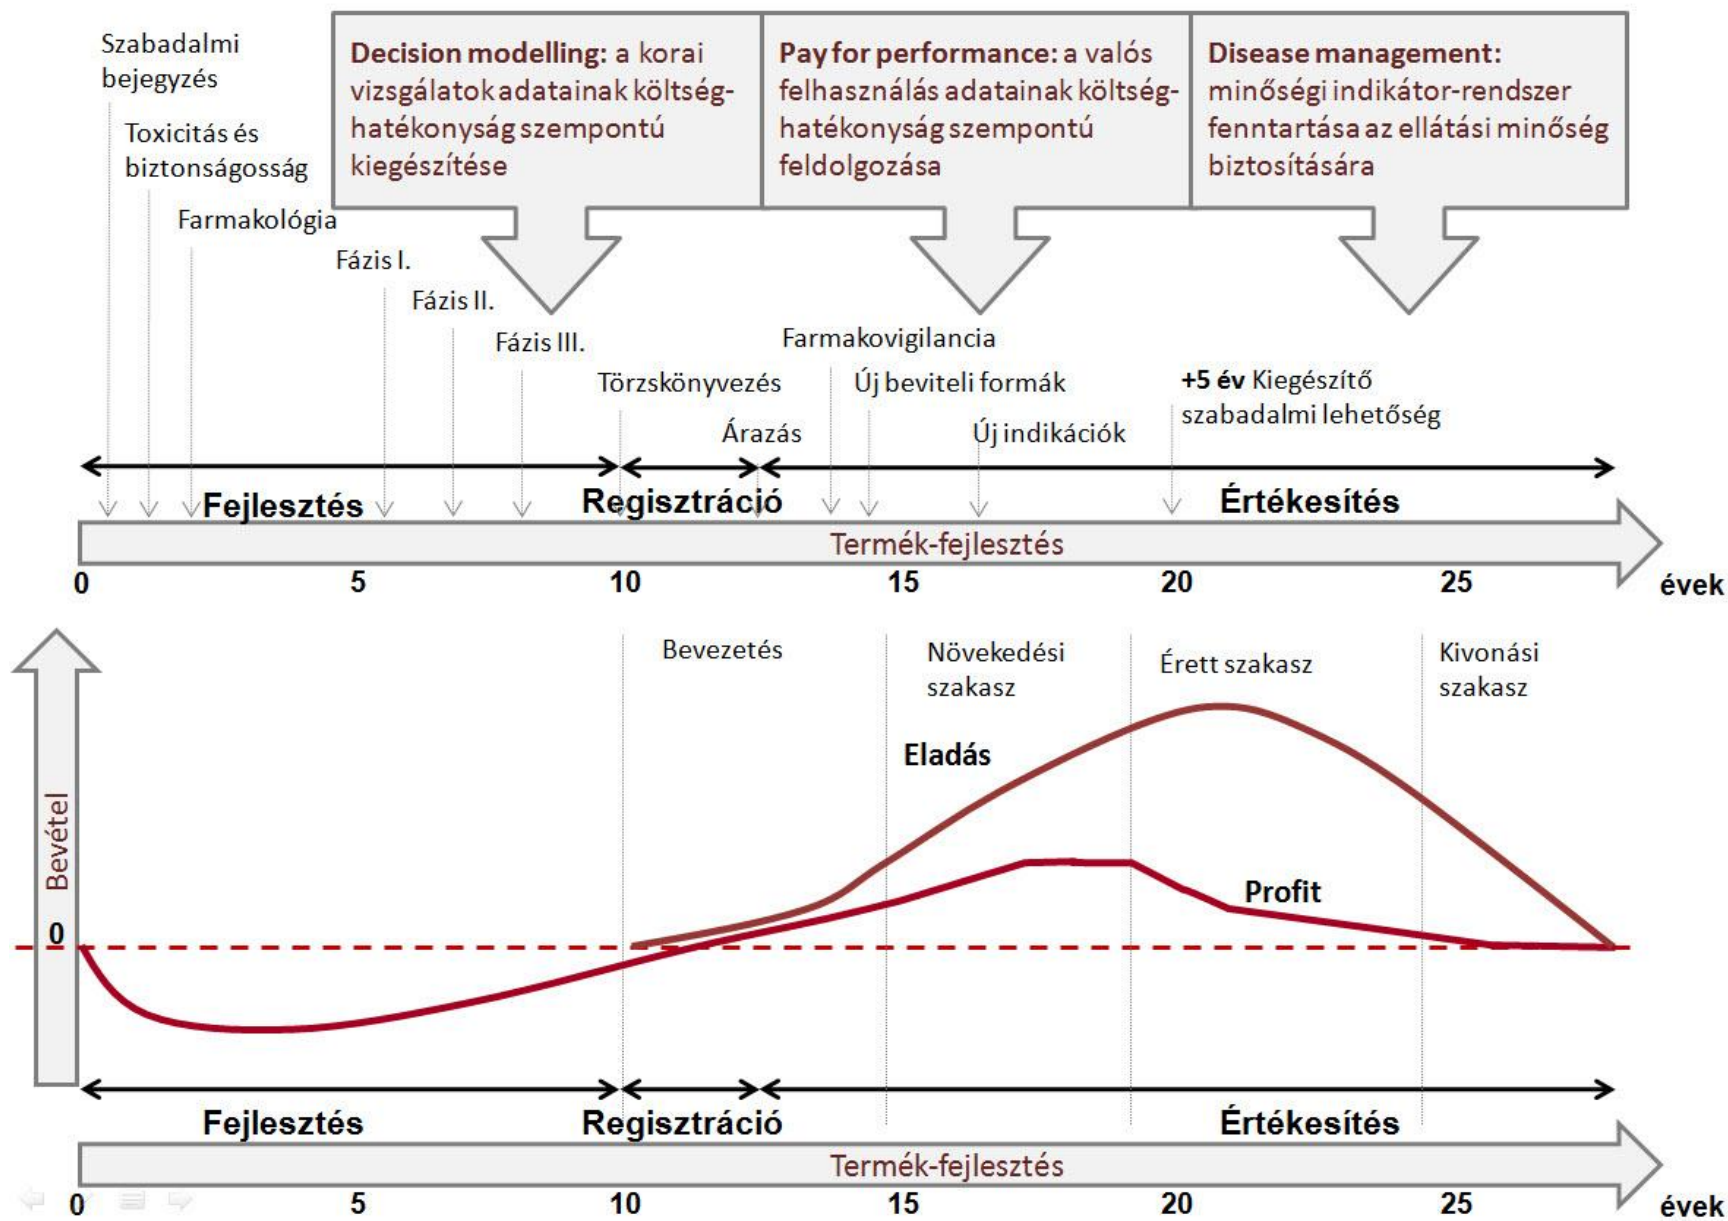 Szabadalmi
bejegyzés
Toxicitás és
biztonságosság
Farmakológia
Decision modelling: a korai
vizsgálatok adatainak költség-
hatékonyság szempontú
kiegészítése
Pay for performance: a valós
felhasználás adatainak költség-
hatékonyság szempontú
feldolgozása
Disease management:
minőségi indikátor-rendszer
fenntartása az ellátási minőség
biztosítására
Fázis I.
Fázis II.
Fázis III.
Törzskönyvezés
Árazás
Farmakovigilancia
Új beviteli formák
Új indikációk
+5 év Kiegészítő
szabadalmi lehetőség
Fejlesztés
Regisztráció
Értékesítés
Termék-fejlesztés
0 5 10 15 20 25 évek
Bevezetés
Növekedési
szakasz
Érett szakasz
Kivonási
szakasz
Bevétel
0
Eladás
Profit
Fejlesztés
Regisztráció
Értékesítés
Termék-fejlesztés
0 5 10 15 20 25 évek